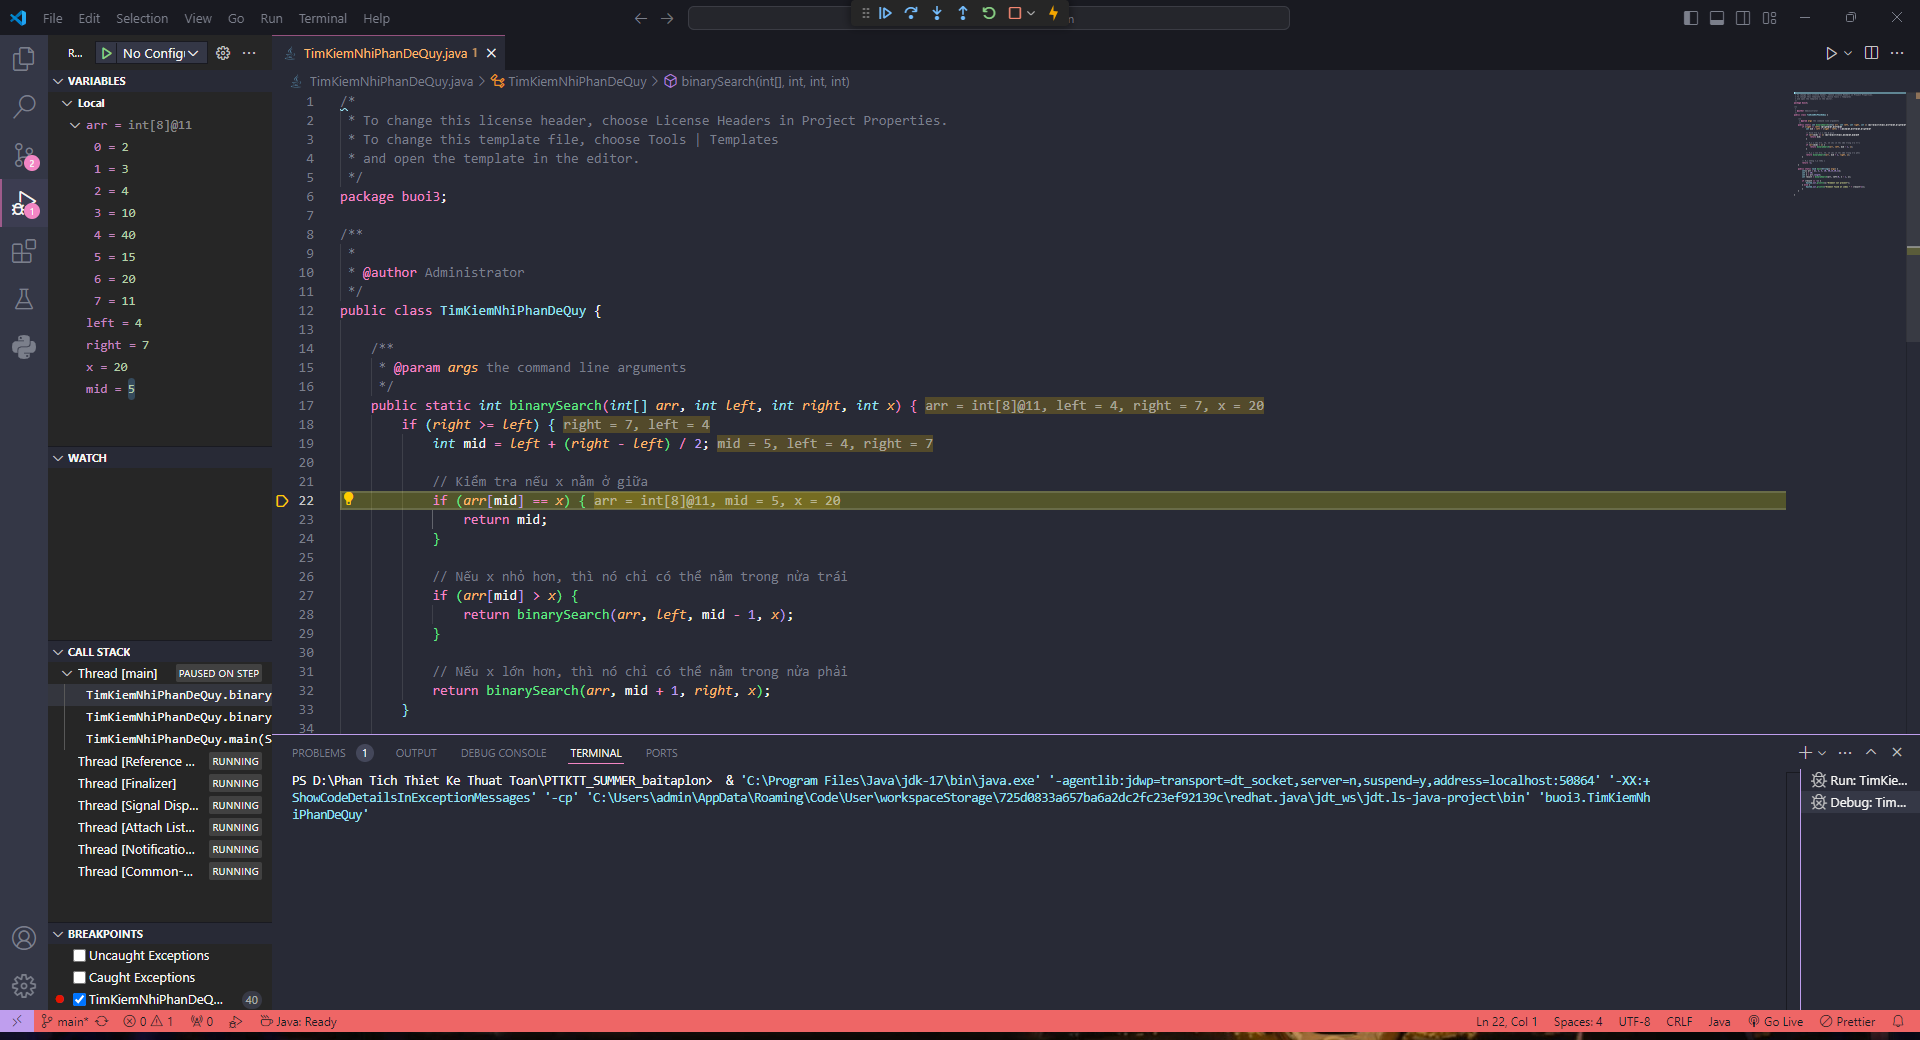 File Edit Selection View Go Run Terminal Help
R... No Config
TimKiemNhiPhanDeQuy.java 1
TimKiemNhiPhanDeQuy.java > TimKiemNhiPhanDeQuy > binarySearch(int[], int, int, int)
VARIABLES
Local
arr = int[8]@11
0 = 2
1 = 3
2 = 4
3 = 10
4 = 40
5 = 15
6 = 20
7 = 11
left = 4
right = 7
x = 20
mid = 5
WATCH
CALL STACK
Thread [main] PAUSED ON STEP
TimKiemNhiPhanDeQuy.binary
TimKiemNhiPhanDeQuy.binary
TimKiemNhiPhanDeQuy.main(S
Thread [Reference ... RUNNING
Thread [Finalizer] RUNNING
Thread [Signal Disp... RUNNING
Thread [Attach List... RUNNING
Thread [Notificatio... RUNNING
Thread [Common-... RUNNING
BREAKPOINTS
Uncaught Exceptions
Caught Exceptions
TimKiemNhiPhanDeQ... 40
2
1
1 /*
2 * To change this license header, choose License Headers in Project Properties.
3 * To change this template file, choose Tools | Templates
4 * and open the template in the editor.
5 */
6 package buoi3;
7
8 /**
9 *
10 * @author Administrator
11 */
12 public class TimKiemNhiPhanDeQuy {
13
14 /**
15 * @param args the command line arguments
16 */
17 public static int binarySearch(int[] arr, int left, int right, int x) { arr = int[8]@11, left = 4, right = 7, x = 20
18 if (right >= left) { right = 7, left = 4
19 int mid = left + (right - left) / 2; mid = 5, left = 4, right = 7
20
21 // Kiểm tra nếu x nằm ở giữa
22 if (arr[mid] == x) { arr = int[8]@11, mid = 5, x = 20
23 return mid;
24 }
25
26 // Nếu x nhỏ hơn, thì nó chỉ có thể nằm trong nửa trái
27 if (arr[mid] > x) {
28 return binarySearch(arr, left, mid - 1, x);
29 }
30
31 // Nếu x lớn hơn, thì nó chỉ có thể nằm trong nửa phải
32 return binarySearch(arr, mid + 1, right, x);
33 }
34
PROBLEMS 1 OUTPUT DEBUG CONSOLE TERMINAL PORTS
PS D:\Phan Tich Thiet Ke Thuat Toan\PTTKTT_SUMMER_baitaplon> & 'C:\Program Files\Java\jdk-17\bin\java.exe' '-agentlib:jdwp=transport=dt_socket,server=n,suspend=y,address=localhost:50864' '-XX:+
ShowCodeDetailsInExceptionMessages' '-cp' 'C:\Users\admin\AppData\Roaming\Code\User\workspaceStorage\725d0833a657ba6a2dc2fc23ef92139c\redhat.java\jdt_ws\jdt.ls-java-project\bin' 'buoi3.TimKiemNh
iPhanDeQuy'
Run: TimKie...
Debug: Tim...
main* 0 1 0 Java: Ready
Ln 22, Col 1 Spaces: 4 UTF-8 CRLF Java Go Live Prettier